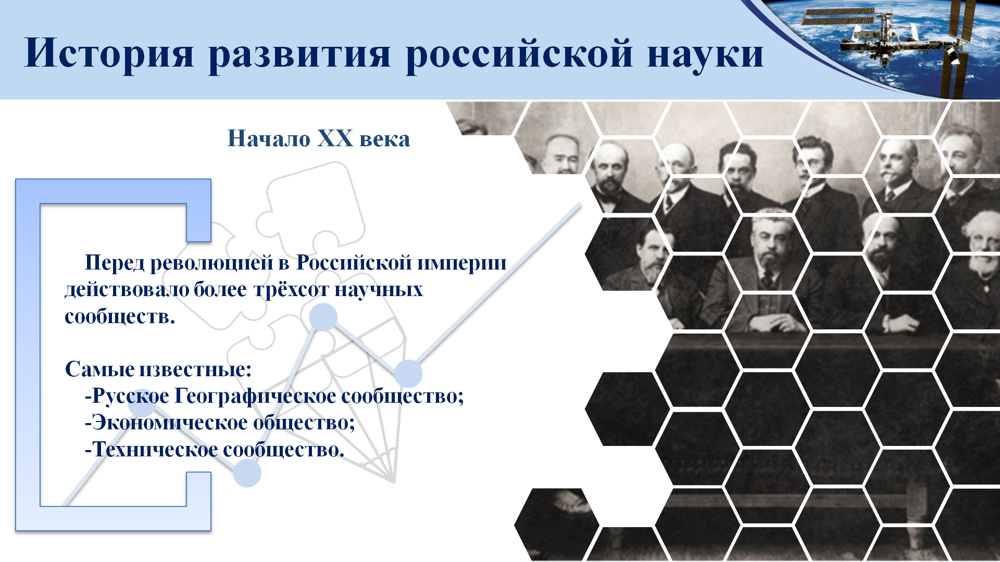 История развития российской науки
Начало XX века
Перед революцией в Российской империи
действовало более трёхсот научных
сообществ.
Самые известные:
-Русское Географическое сообщество;
-Экономическое общество;
-Техническое сообщество.